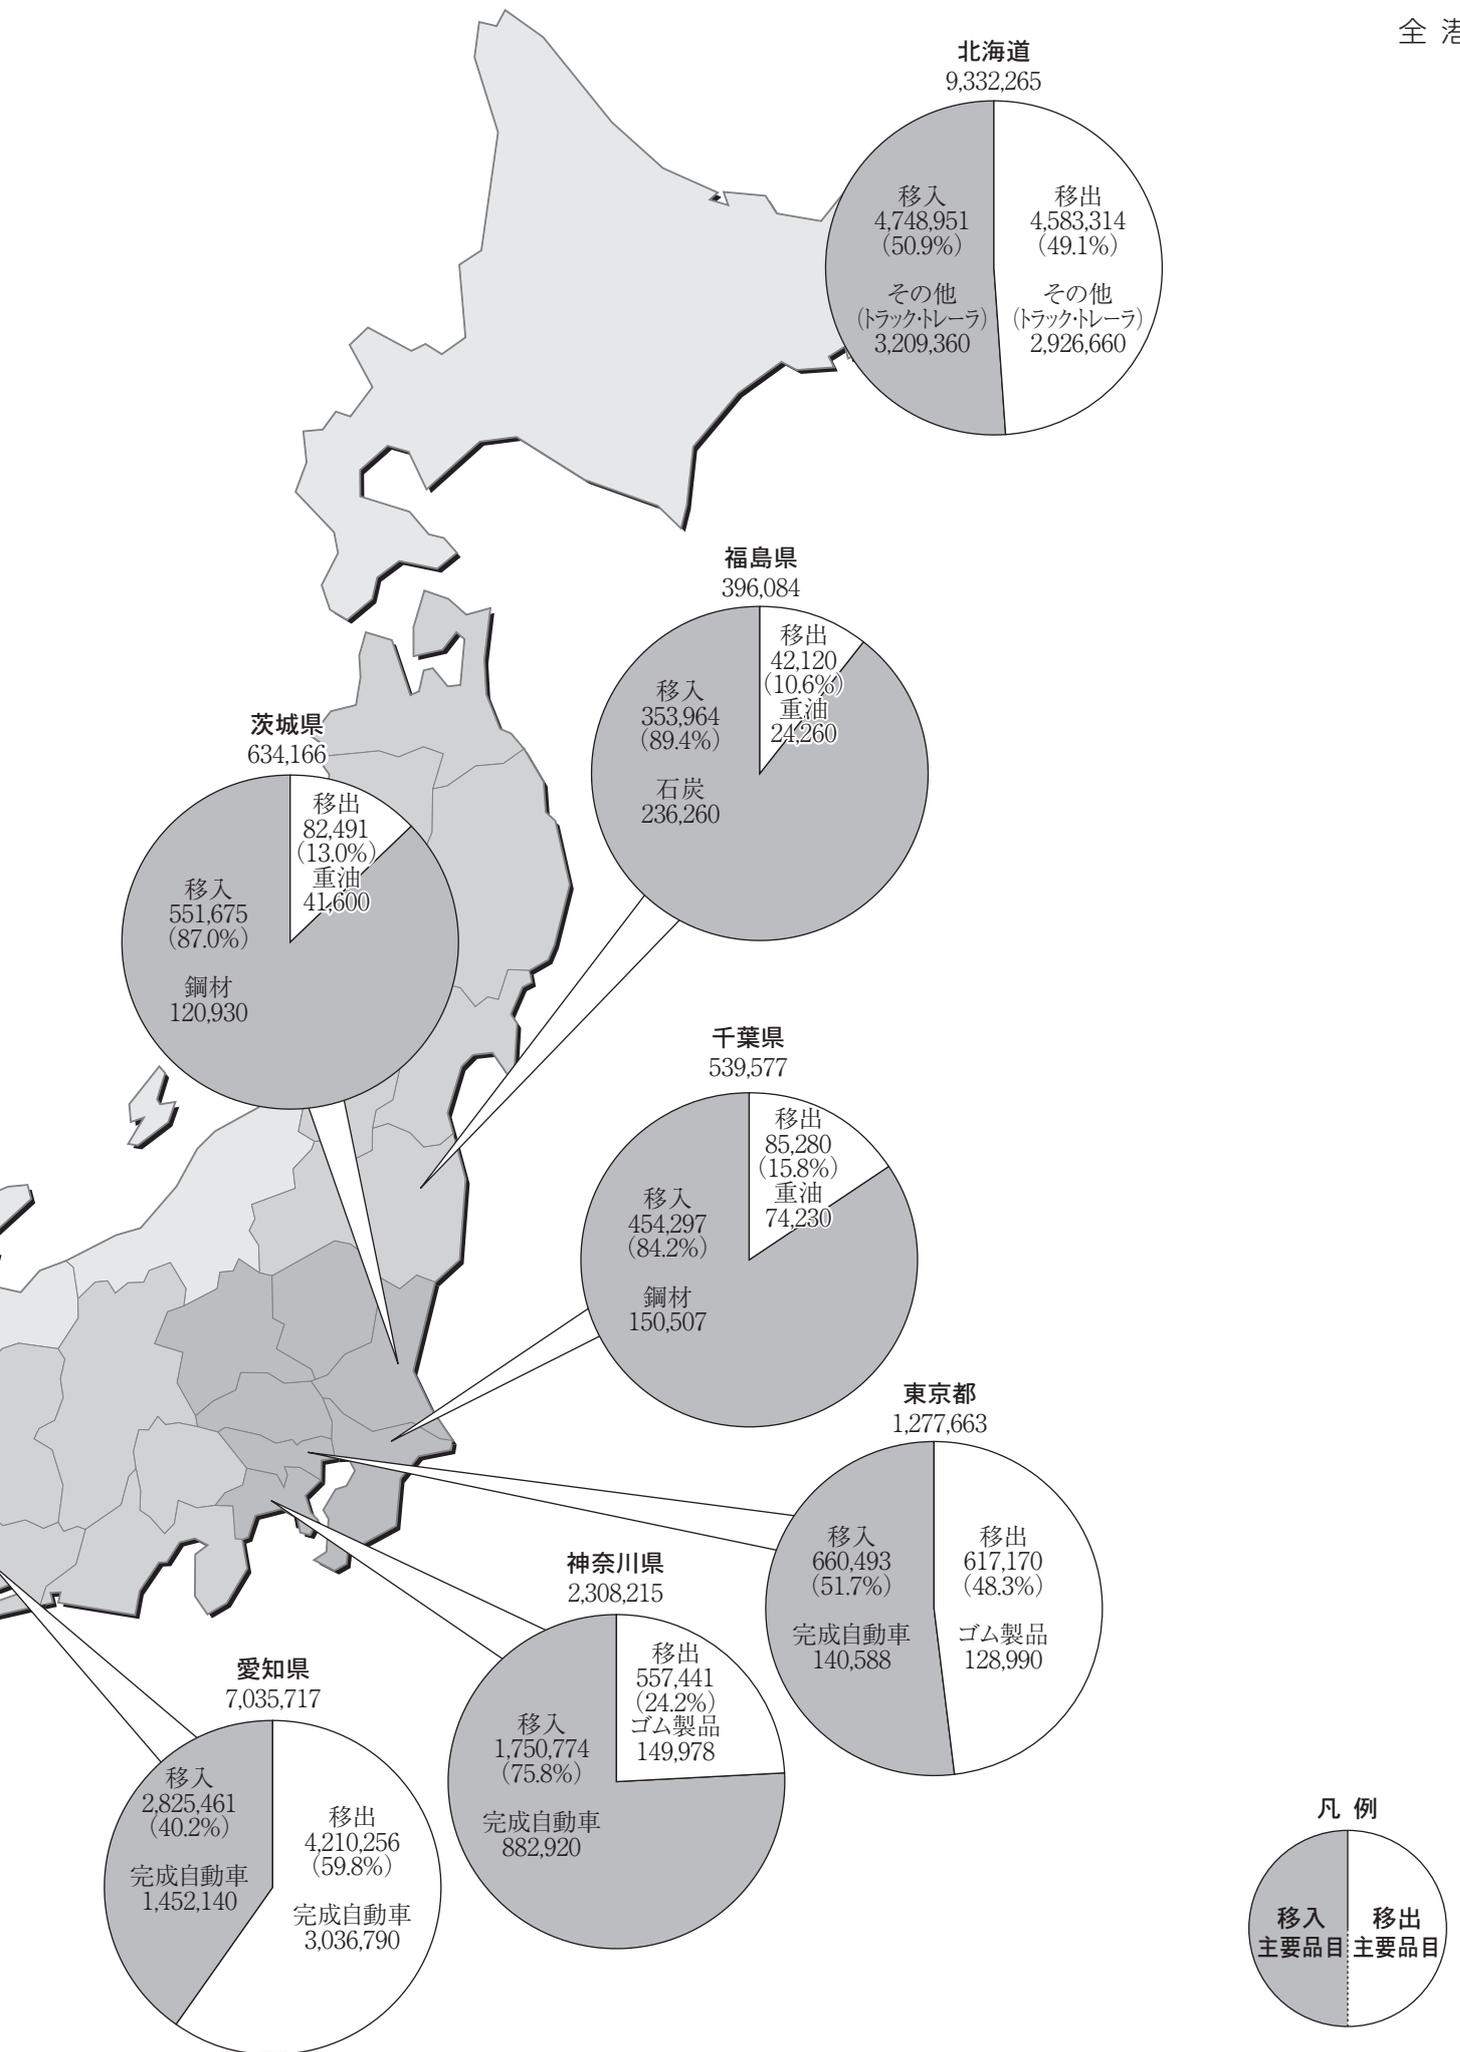 全 港
北海道
9,332,265
移入
4,748,951
(50.9%)
その他
(トラック・トレーラ)
3,209,360
移出
4,583,314
(49.1%)
その他
(トラック・トレーラ)
2,926,660
福島県
396,084
移出
42,120
(10.6%)
重油
24,260
移入
353,964
(89.4%)
石炭
236,260
茨城県
634,166
移出
82,491
(13.0%)
重油
41,600
移入
551,675
(87.0%)
鋼材
120,930
千葉県
539,577
移出
85,280
(15.8%)
重油
74,230
移入
454,297
(84.2%)
鋼材
150,507
東京都
1,277,663
移入
660,493
(51.7%)
完成自動車
140,588
移出
617,170
(48.3%)
ゴム製品
128,990
神奈川県
2,308,215
移出
557,441
(24.2%)
ゴム製品
149,978
移入
1,750,774
(75.8%)
完成自動車
882,920
愛知県
7,035,717
移入
2,825,461
(40.2%)
完成自動車
1,452,140
移出
4,210,256
(59.8%)
完成自動車
3,036,790
凡 例
移入
主要品目
移出
主要品目